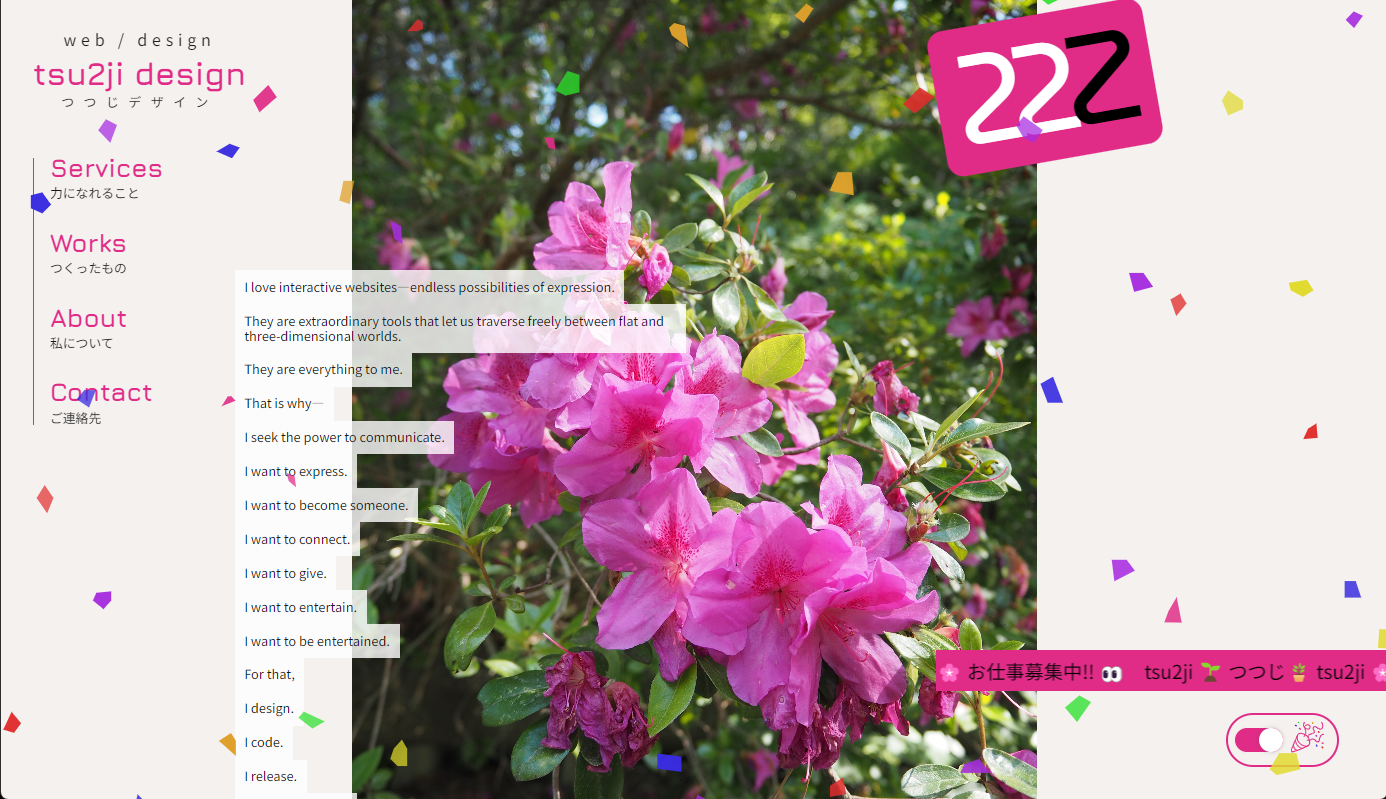 web / design
tsu2ji design
つつじデザイン
Services
力になれること
Works
つくったもの
About
私について
Contact
ご連絡先
222
I love interactive websites—endless possibilities of expression.
They are extraordinary tools that let us traverse freely between flat and
three-dimensional worlds.
They are everything to me.
That is why—
I seek the power to communicate.
I want to express.
I want to become someone.
I want to connect.
I want to give.
I want to entertain.
I want to be entertained.
For that,
I design.
I code.
I release.
🌸 お仕事募集中!! 👀 tsu2ji 🌱 つつじ 🪴 tsu2ji 🌸